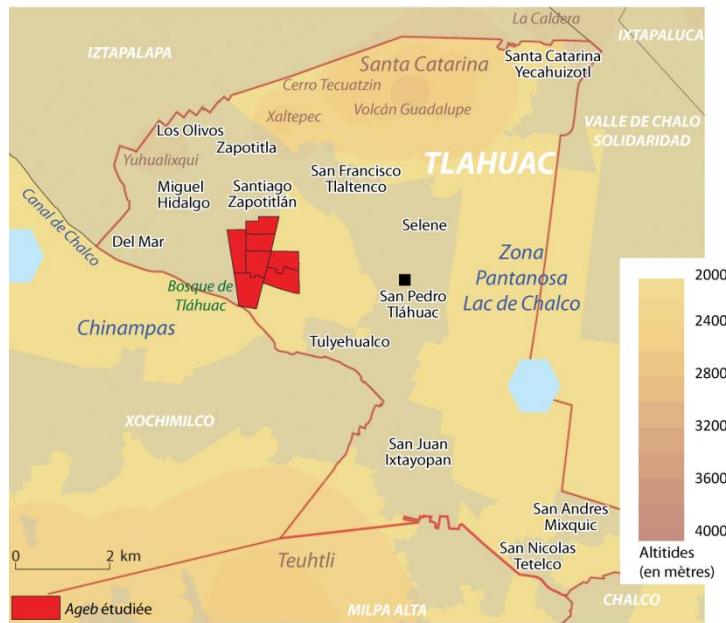 La Caldera
IZTAPALAPA
IXTAPALUCA
Santa Catarina
Santa Catarina
Yecahuizotl
Cerro Tecuatzin
Xaltepec
Volcán Guadalupe
VALLE DE CHALO
SOLIDARIDAD
Los Olivos
Zapotitla
Yuhualixqui
TLAHUAC
San Francisco
Tlaltenco
Miguel
Hidalgo
Santiago
Zapotitlán
Canal de Chalco
Selene
Del Mar
Zona
Pantanosa
Lac de Chalco
Bosque de
Tláhuac
San Pedro
Tláhuac
Chinampas
Tulyehualco
2000
2400
2800
3200
3600
4000
Altitides
(en mètres)
XOCHIMILCO
San Juan
Ixtayopan
San Andres
Mixquic
San Nicolas
Tetelco
0 2 km
Teuhtli
CHALCO
MILPA ALTA
Ageb étudiée